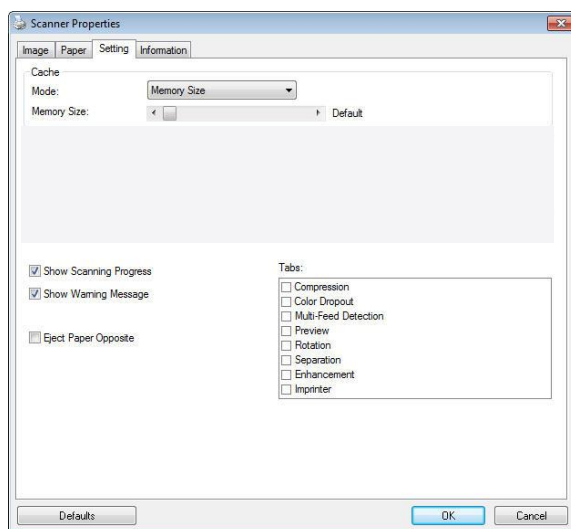 Scanner Properties
Image Paper Setting Information
Cache
Mode: Memory Size
Memory Size: Default
Show Scanning Progress
Show Warning Message
Eject Paper Opposite
Tabs:
Compression
Color Dropout
Multi-Feed Detection
Preview
Rotation
Separation
Enhancement
Imprinter
Defaults OK Cancel